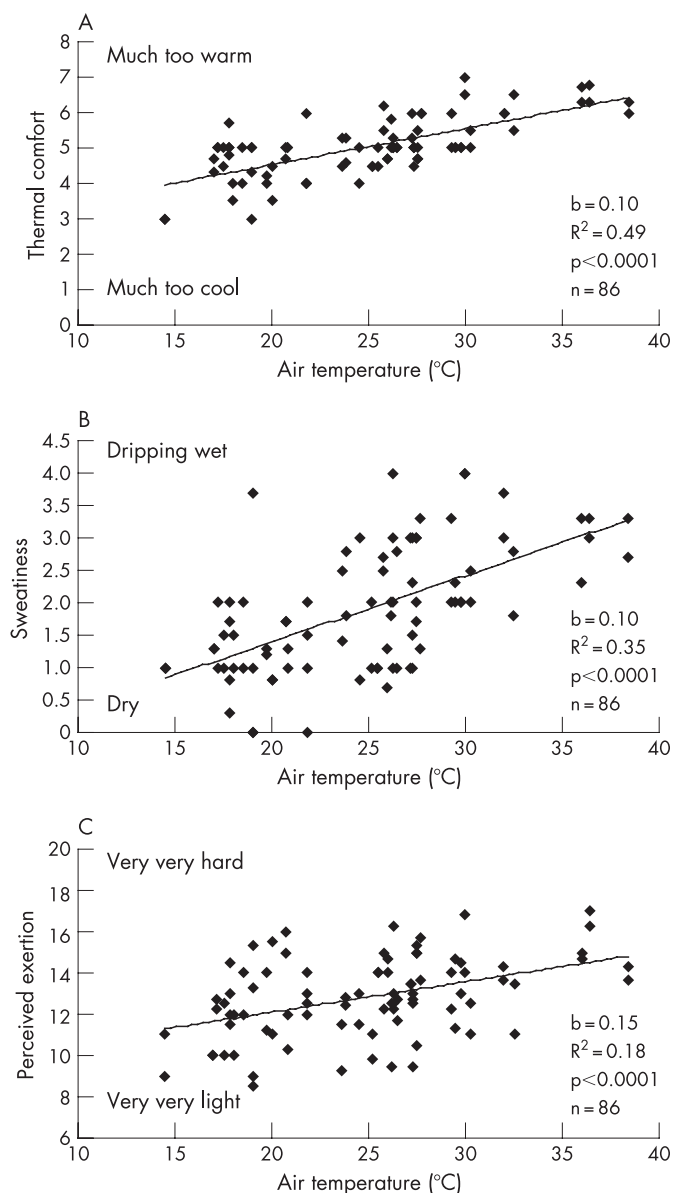 A
8
Much too warm
7
6
5
4
3
b = 0.10
R² = 0.49
2
p<0.0001
1
Much too cool
n = 86
0
10
20
25
30
35
40
15
Thermal comfort
Air temperature (°C)
B
4.5
Dripping wet
4.0
3.5
3.0
2.5
2.0
b = 0.10
1.5
R² = 0.35
1.0
p<0.0001
0.5
Dry
n = 86
0
10
15
20
25
30
35
40
Sweatiness
Air temperature (°C)
C
20
Very very hard
18
16
14
12
b = 0.15
R² = 0.18
10
p<0.0001
8
Very very light
n = 86
6
10
15
20
25
30
35
40
Perceived exertion
Air temperature (°C)